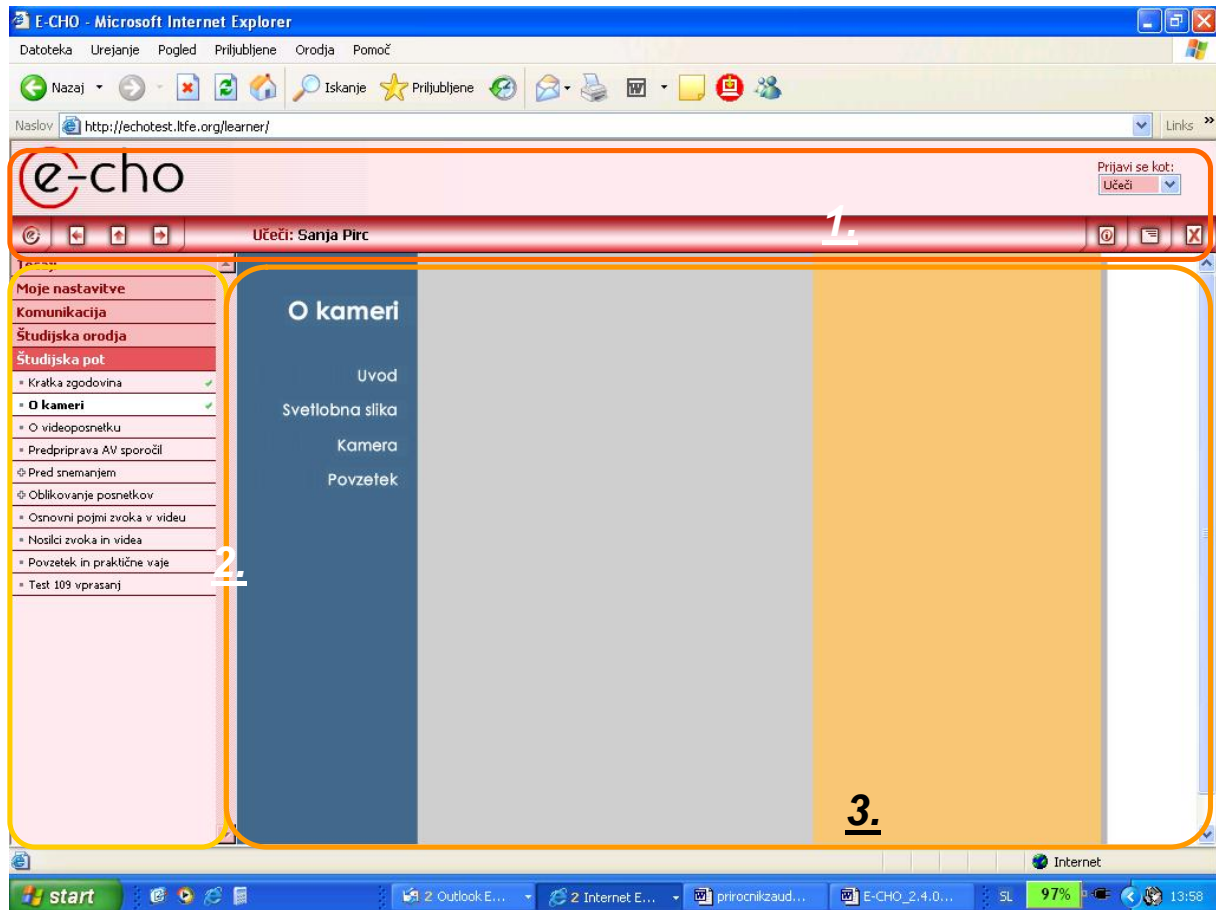 E-CHO - Microsoft Internet Explorer
Datoteka Urejanje Pogled Priljubljene Orodja Pomoč
Nazaj Iskanje Priljubljene
Naslov http://echotest.ltfe.org/learner/ Links »
e-cho
Prijavi se kot:
Učeči
1.
Učeči: Sanja Pirc
Moje nastavitve
Komunikacija
Študijska orodja
Študijska pot
Kratka zgodovina
O kameri
O videoposnetku
Predpriprava AV sporočil
Pred snemanjem
Oblikovanje posnetkov
Osnovni pojmi zvoka v videu
Nosilci zvoka in videa
Povzetek in praktične vaje
Test 109 vprasanj
2.
O kameri
Uvod
Svetlobna slika
Kamera
Povzetek
3.
Internet
start 2 Outlook E... 2 Internet E... prirocnikzaud... E-CHO_2.4.0... SL 97% 13:58